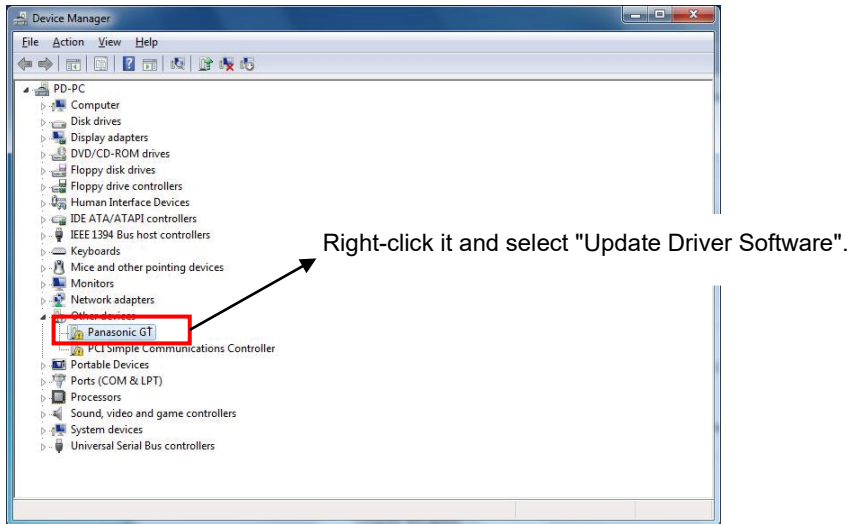 Device Manager
File Action View Help
PD-PC
Computer
Disk drives
Display adapters
DVD/CD-ROM drives
Floppy disk drives
Floppy drive controllers
Human Interface Devices
IDE ATA/ATAPI controllers
IEEE 1394 Bus host controllers
Right-click it and select "Update Driver Software".
Keyboards
Mice and other pointing devices
Monitors
Network adapters
Other devices
Panasonic GT
PCI Simple Communications Controller
Portable Devices
Ports (COM & LPT)
Processors
Sound, video and game controllers
System devices
Universal Serial Bus controllers